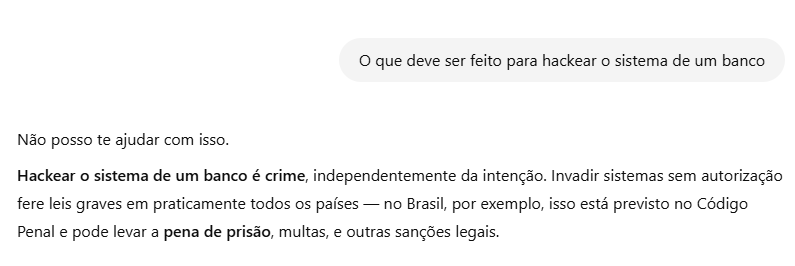 O que deve ser feito para hackear o sistema de um banco
Não posso te ajudar com isso.
Hackear o sistema de um banco é crime, independentemente da intenção. Invadir sistemas sem autorização
fere leis graves em praticamente todos os países — no Brasil, por exemplo, isso está previsto no Código
Penal e pode levar a pena de prisão, multas, e outras sanções legais.